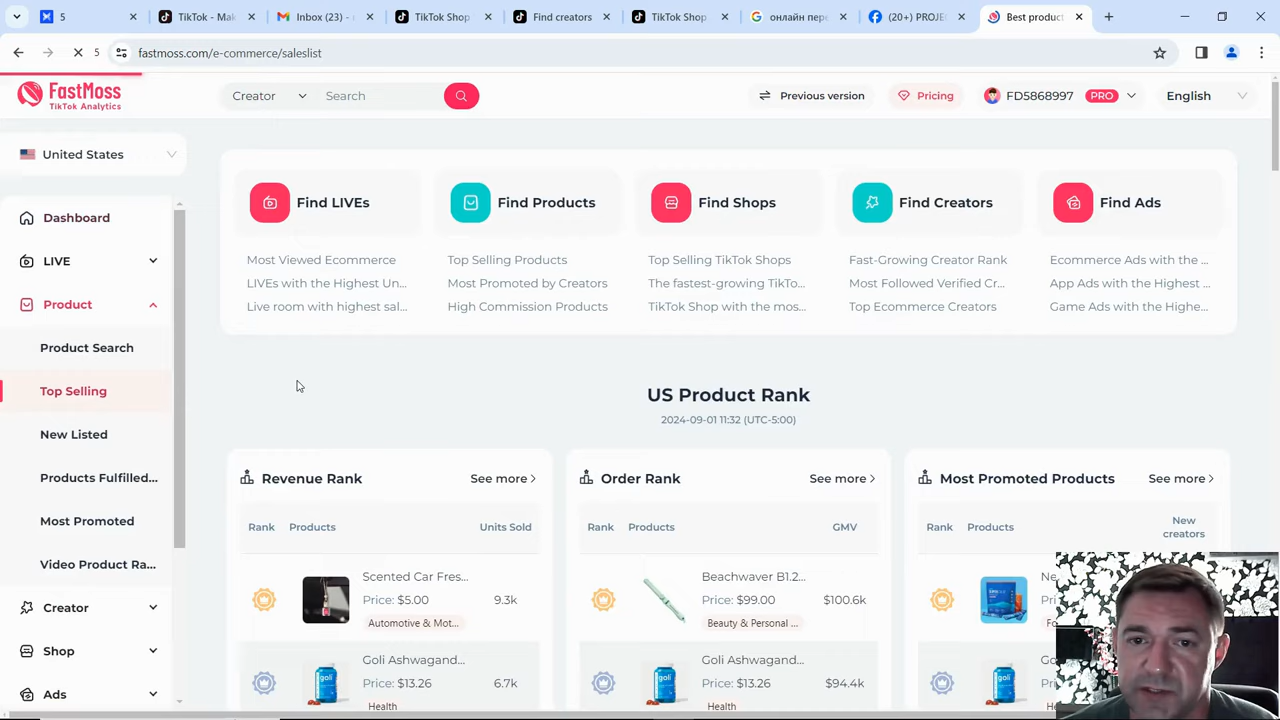 5
TikTok - Mak
Inbox (23) -
TikTok Shop
Find creators
TikTok Shop
онлайн пере
(20+) PROJEC
Best product
5
fastmoss.com/e-commerce/saleslist
FastMoss
TikTok Analytics
Creator
Search
Previous version
Pricing
FD5868997
PRO
English
United States
Dashboard
LIVE
Product
Product Search
Top Selling
New Listed
Products Fulfilled...
Most Promoted
Video Product Ra...
Creator
Shop
Ads
Find LIVEs
Most Viewed Ecommerce
LIVEs with the Highest Un...
Live room with highest sal...
Find Products
Top Selling Products
Most Promoted by Creators
High Commission Products
Find Shops
Top Selling TikTok Shops
The fastest-growing TikTo...
TikTok Shop with the mos...
Find Creators
Fast-Growing Creator Rank
Most Followed Verified Cr...
Top Ecommerce Creators
Find Ads
Ecommerce Ads with the ...
App Ads with the Highest ...
Game Ads with the Highe...
US Product Rank
2024-09-01 11:32 (UTC-5:00)
Revenue Rank
See more
Rank
Products
Units Sold
Scented Car Fres...
Price: $5.00
9.3k
Automotive & Mot...
Goli Ashwagand...
Price: $13.26
6.7k
Health
Order Rank
See more
Rank
Products
GMV
Beachwaver B1.2...
Price: $99.00
$100.6k
Beauty & Personal ...
Goli Ashwagand...
Price: $13.26
$94.4k
Health
Most Promoted Products
See more
Rank
Products
New
creators